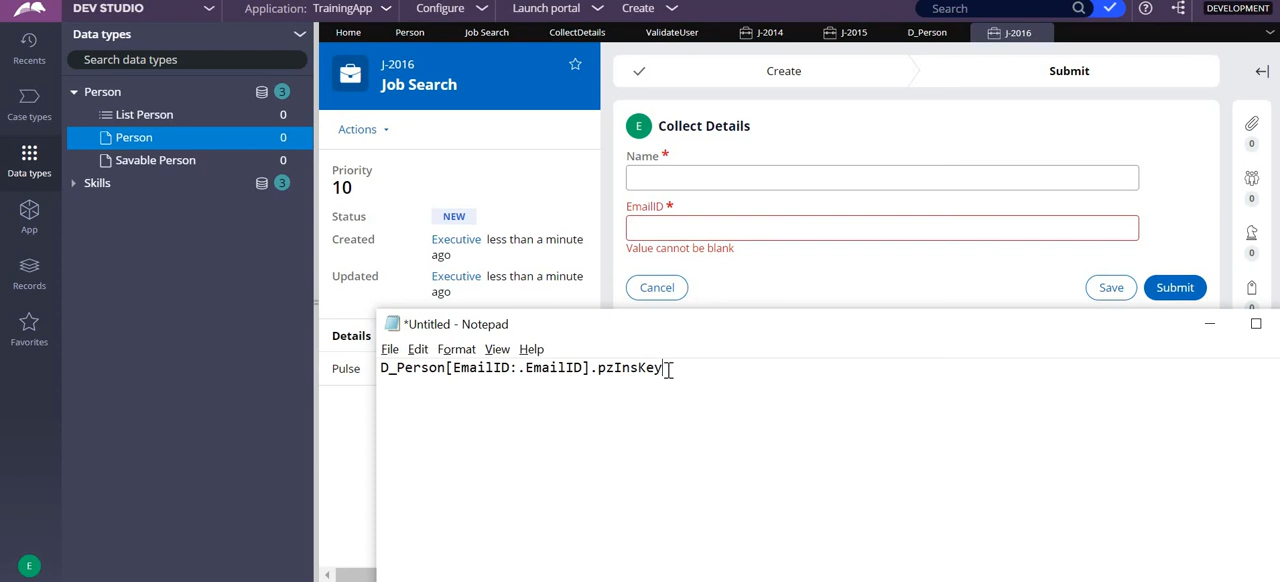 DEV STUDIO
Application: TrainingApp
Configure
Launch portal
Create
Search
DEVELOPMENT
Recents
Case types
Data types
App
Records
Favorites
E
Data types
Search data types
Person 3
List Person 0
Person 0
Savable Person 0
Skills 3
Home
Person
Job Search
CollectDetails
ValidateUser
J-2014
J-2015
D_Person
J-2016
J-2016
Job Search
Actions
Priority
10
Status NEW
Created Executive less than a minute
ago
Updated Executive less than a minute
ago
Details
Pulse
Create
Submit
E Collect Details
Name *
EmailID *
Value cannot be blank
Cancel
Save
Submit
0
0
0
*Untitled - Notepad
File Edit Format View Help
D_Person[EmailID:.EmailID].pzInsKey